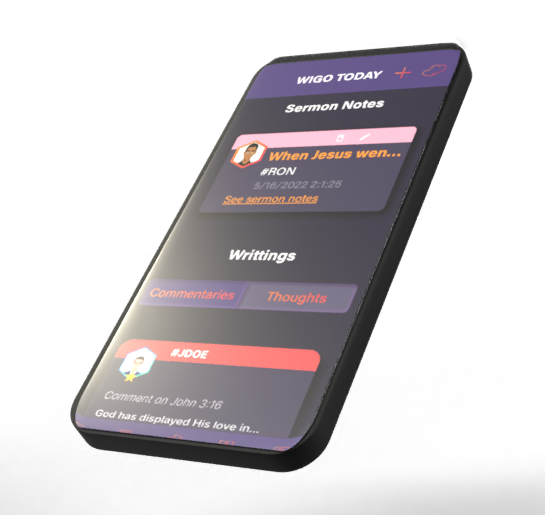 WIGO TODAY
Sermon Notes
When Jesus wen...
#RON
5/16/2022 2:1:25
See sermon notes
Writtings
Commentaries Thoughts
#JDOE
Comment on John 3:16
God has displayed His love in...